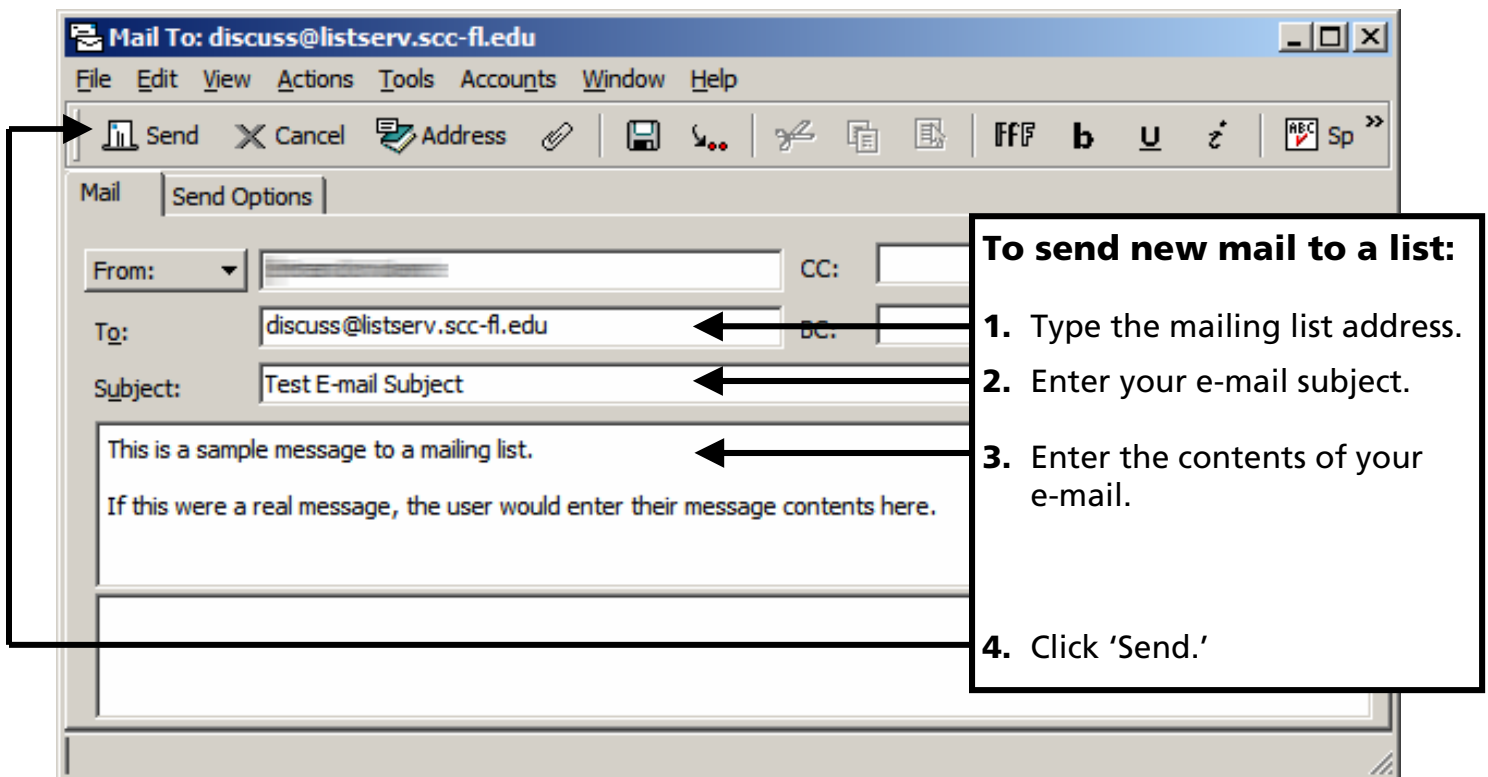 Mail To: discuss@listserv.scc-fl.edu
File Edit View Actions Tools Accounts Window Help
Send Cancel Address FfF b u i ABC Sp »
Mail Send Options
From: CC:
To: discuss@listserv.scc-fl.edu BC:
Subject: Test E-mail Subject
This is a sample message to a mailing list.
If this were a real message, the user would enter their message contents here.
To send new mail to a list:
1. Type the mailing list address.
2. Enter your e-mail subject.
3. Enter the contents of your
e-mail.
4. Click ‘Send.’